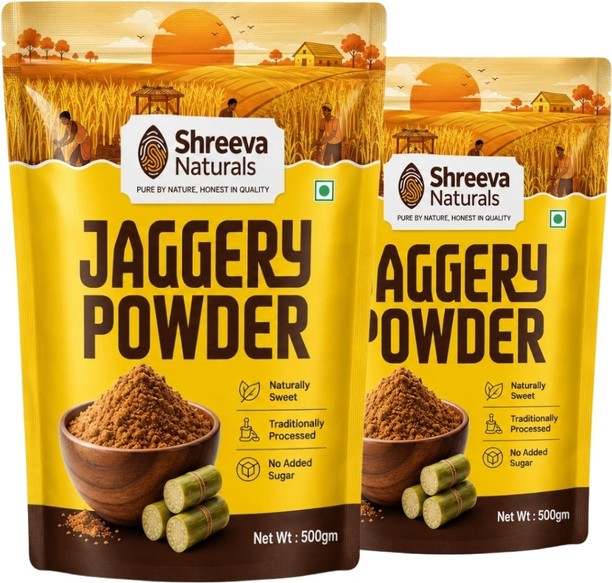 Shreeva
Naturals
PURE BY NATURE, HONEST IN QUALITY
JAGGERY
POWDER
Naturally
Sweet
Traditionally
Processed
No Added
Sugar
Net Wt : 500gm
Shreeva
Naturals
PURE BY NATURE, HONEST IN QUALITY
AGGERY
POWDER
Naturally
Sweet
Traditionally
Processed
No Added
Sugar
Net Wt : 500gm